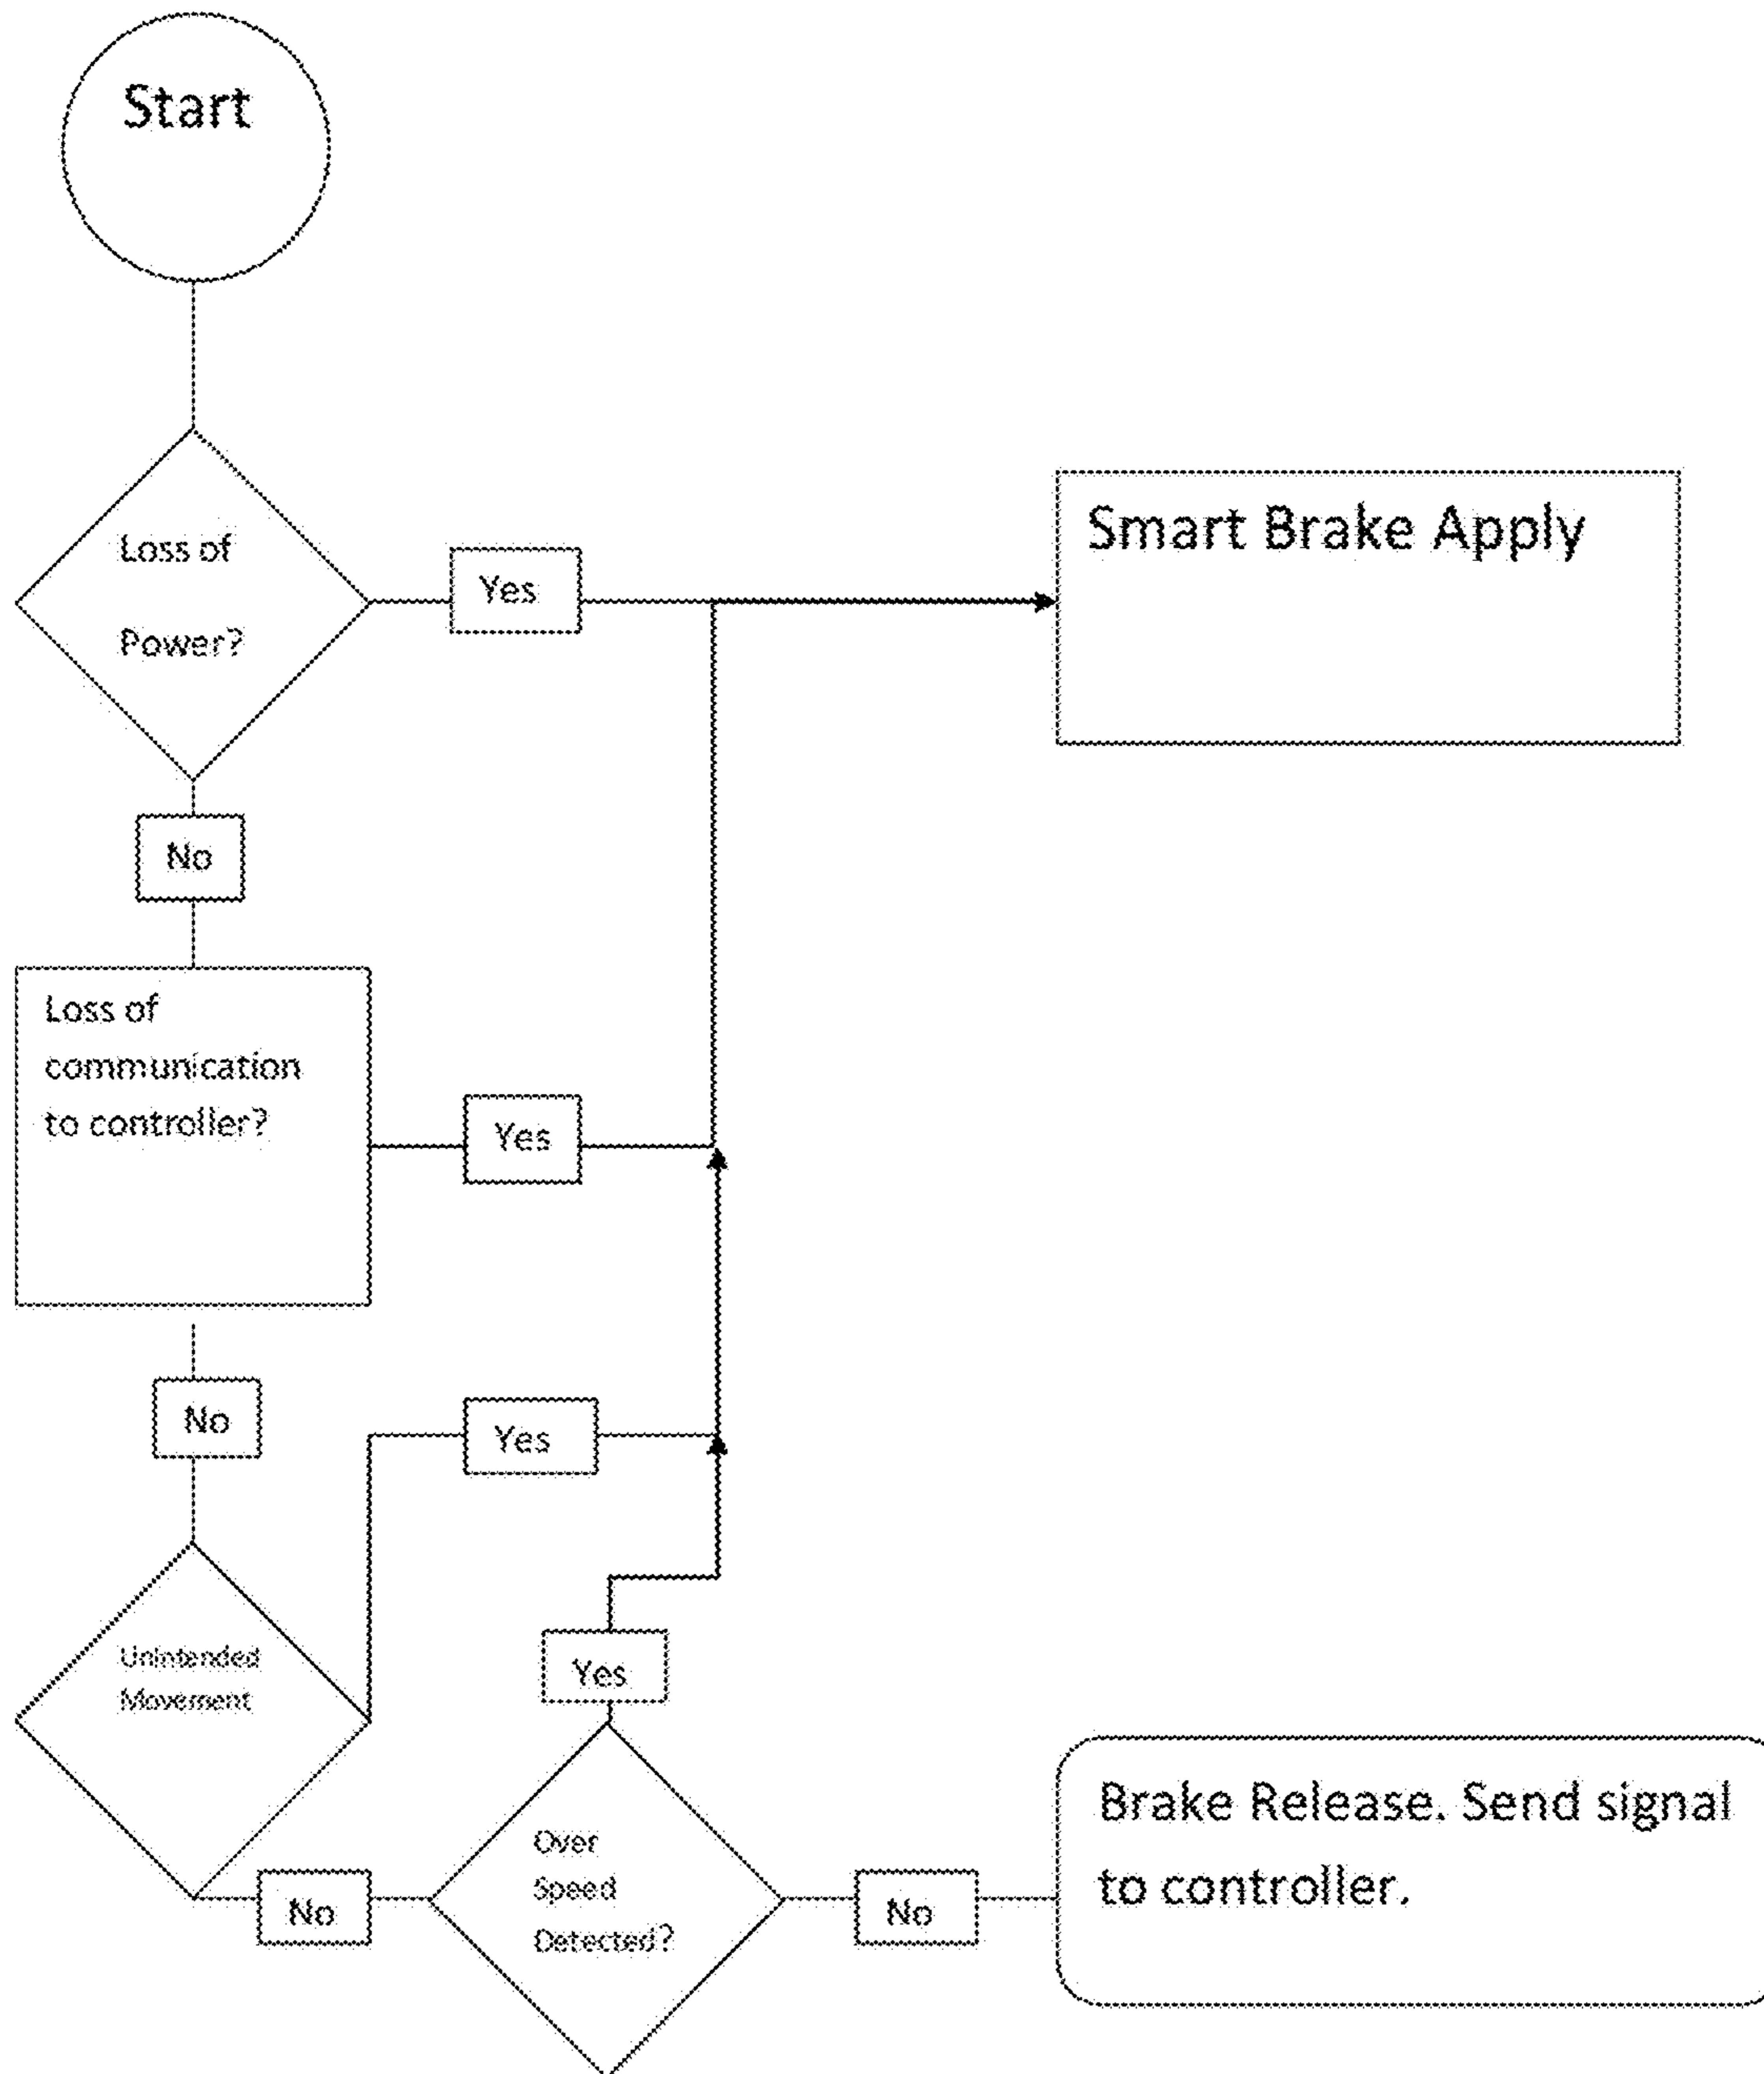 Start
Loss of
Power?
Yes
Smart Brake Apply
No
Loss of
communication
to controller?
Yes
No
Yes
Unintended
Movement
Yes
No
Over
Speed
Detected?
No
Brake Release. Send signal
to controller.